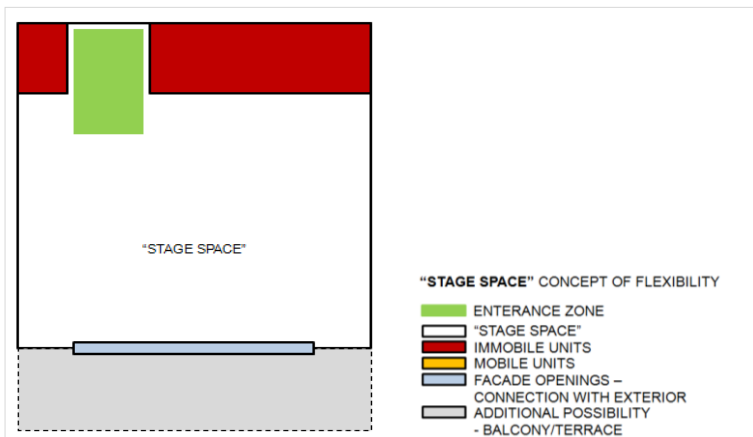 "STAGE SPACE"
“STAGE SPACE” CONCEPT OF FLEXIBILITY
ENTERANCE ZONE
"STAGE SPACE"
IMMOBILE UNITS
MOBILE UNITS
FACADE OPENINGS –
CONNECTION WITH EXTERIOR
ADDITIONAL POSSIBILITY
- BALCONY/TERRACE